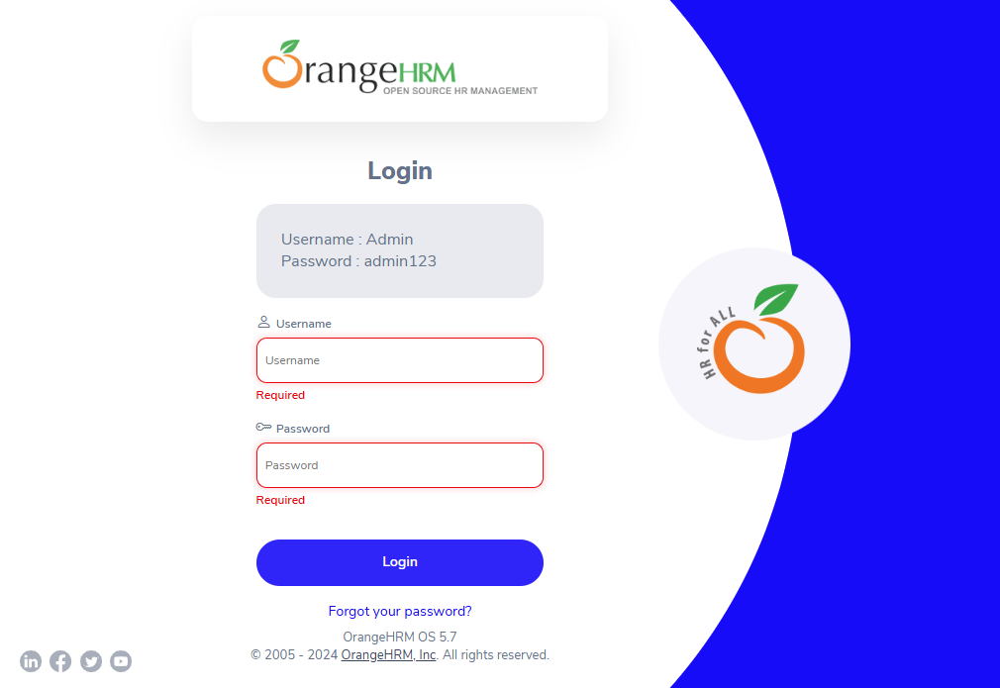 OrangeHRM
OPEN SOURCE HR MANAGEMENT
Login
Username : Admin
Password : admin123
Username
Username
Required
Password
Password
Required
Login
Forgot your password?
OrangeHRM OS 5.7
© 2005 - 2024 OrangeHRM, Inc. All rights reserved.
in
HR for ALL